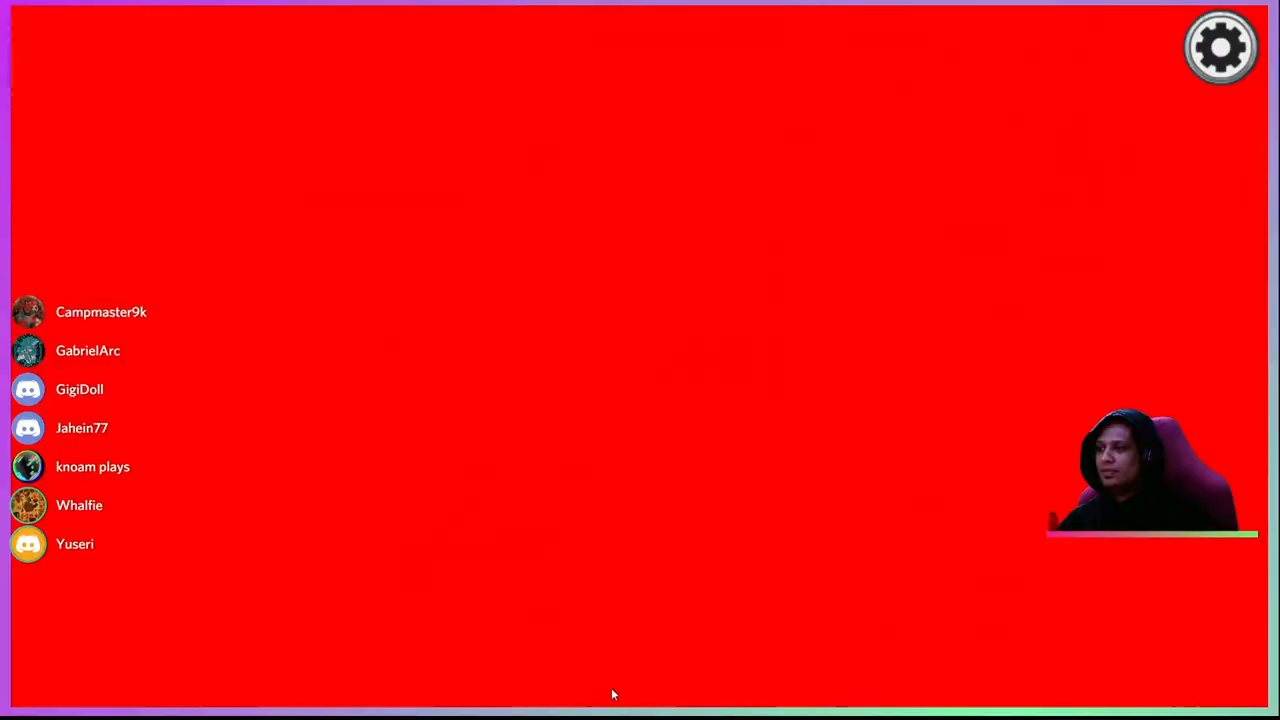 Campmaster9k
GabrielArc
GigiDoll
Jahein77
knoam plays
Whalfie
Yuseri